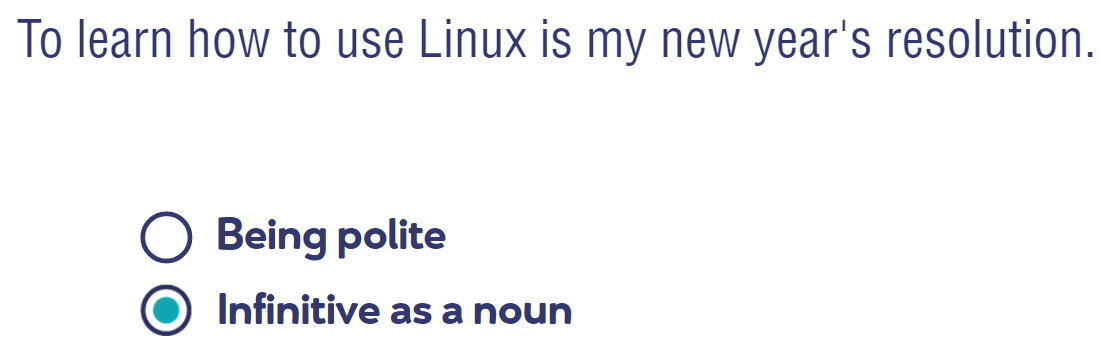 To learn how to use Linux is my new year's resolution.
Being polite
Infinitive as a noun